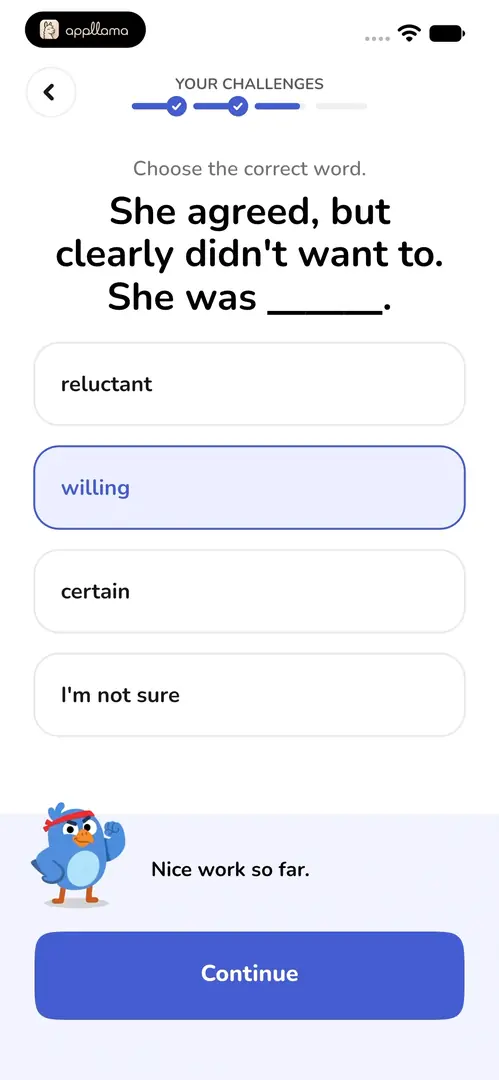 appllama
YOUR CHALLENGES
Choose the correct word.
She agreed, but
clearly didn't want to.
She was ______.
reluctant
willing
certain
I'm not sure
Nice work so far.
Continue